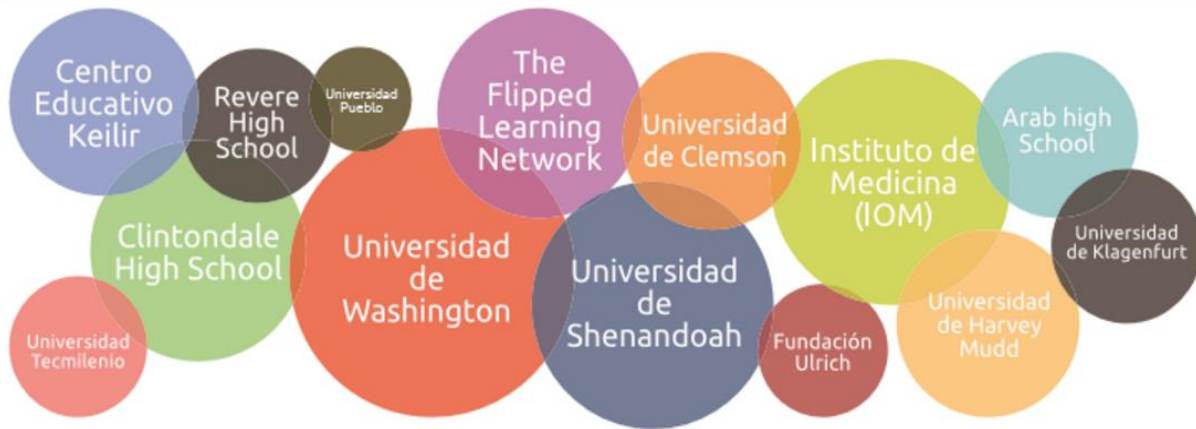 Centro
Educativo
Keilir
Revere
High
School
Universidad
Pueblo
The
Flipped
Learning
Network
Universidad
de Clemson
Instituto de
Medicina
(IOM)
Arab high
School
Clintondale
High School
Universidad
de
Washington
Universidad
de
Shenandoah
Universidad
de Klagenfurt
Universidad
Tecmilenio
Fundación
Ulrich
Universidad
de Harvey
Mudd